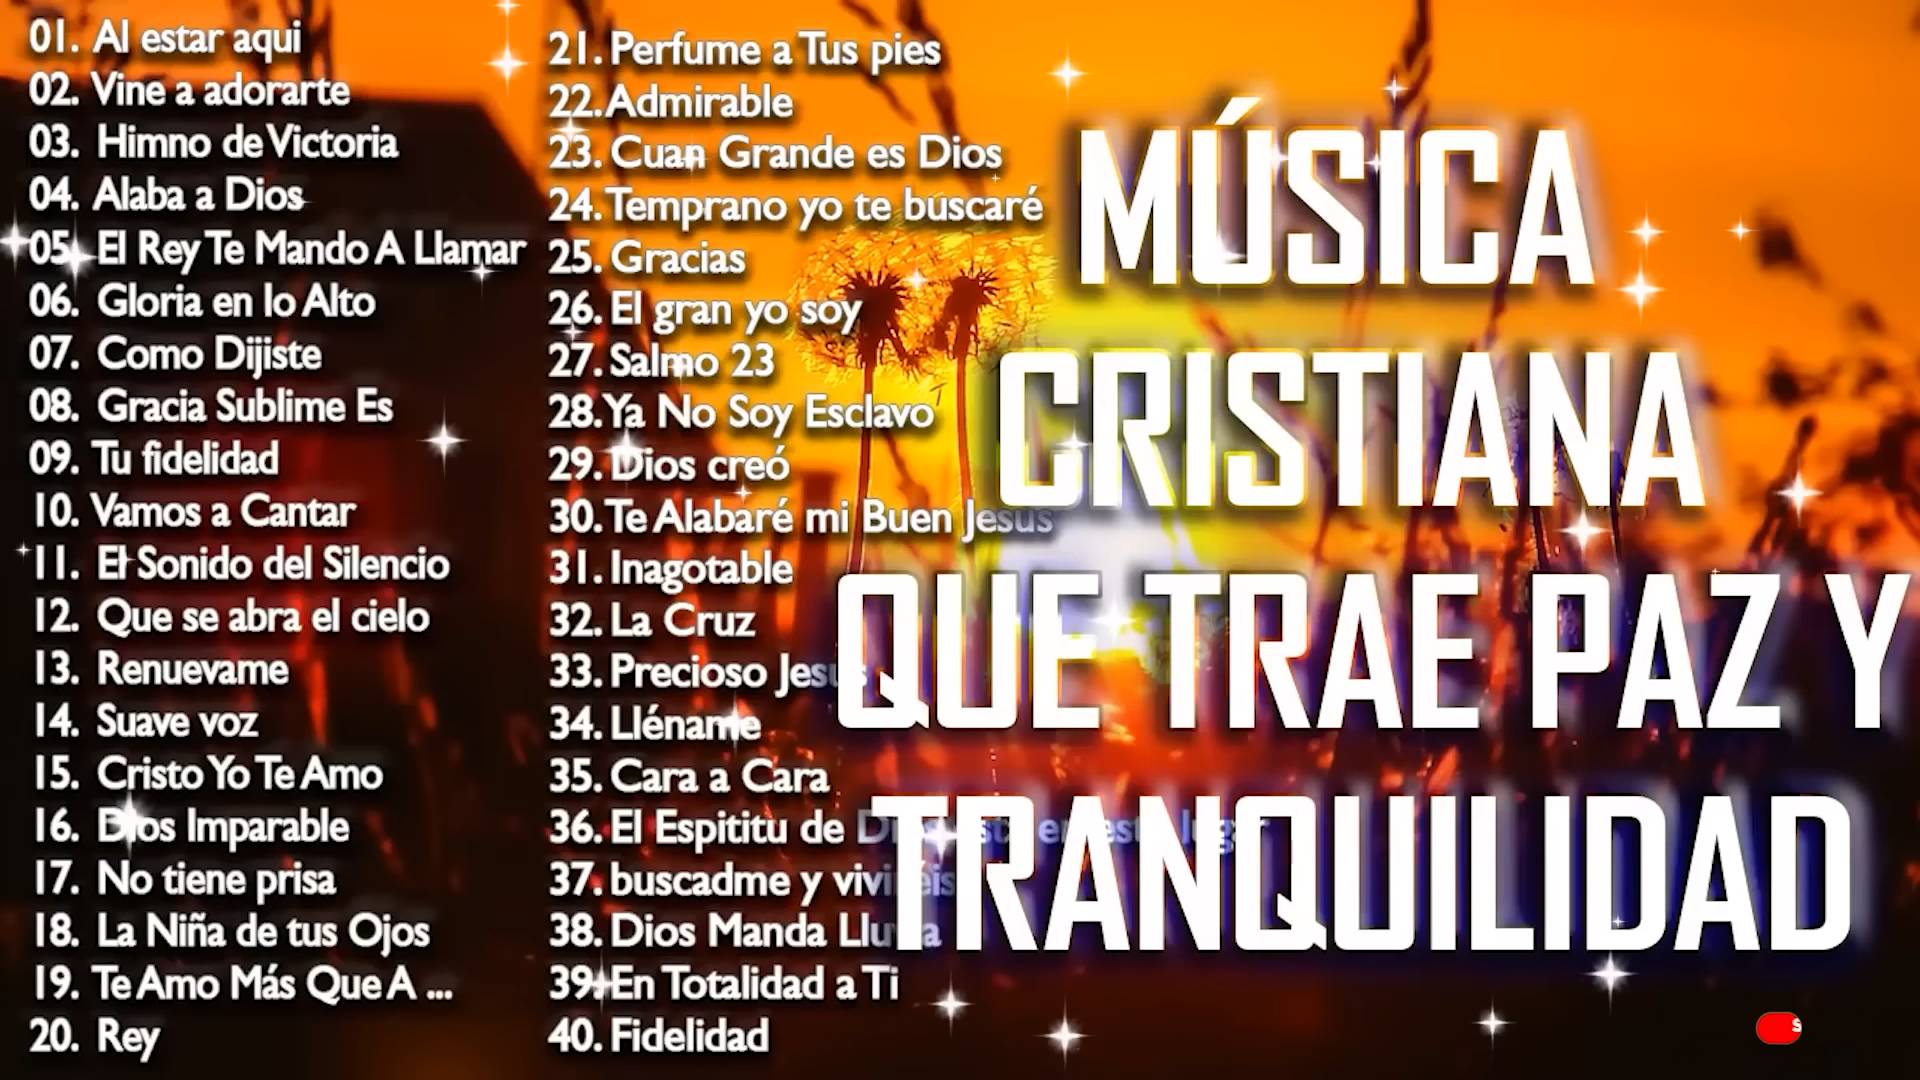 01. Al estar aqui
02. Vine a adorarte
03. Himno de Victoria
04. Alaba a Dios
05. El Rey Te Mando A Llamar
06. Gloria en lo Alto
07. Como Dijiste
08. Gracia Sublime Es
09. Tu fidelidad
10. Vamos a Cantar
11. El Sonido del Silencio
12. Que se abra el cielo
13. Renuevame
14. Suave voz
15. Cristo Yo Te Amo
16. Dios Imparable
17. No tiene prisa
18. La Niña de tus Ojos
19. Te Amo Más Que A ...
20. Rey
21. Perfume a Tus pies
22. Admirable
23. Cuan Grande es Dios
24. Temprano yo te buscaré
25. Gracias
26. El gran yo soy
27. Salmo 23
28. Ya No Soy Esclavo
29. Dios creó
30. Te Alabaré mi Buen Jesus
31. Inagotable
32. La Cruz
33. Precioso Jesus
34. Lléname
35. Cara a Cara
36. El Espititu de Dios está en este lugar
37. buscadme y viviréis
38. Dios Manda Lluvia
39. En Totalidad a Ti
40. Fidelidad
MÚSICA
CRISTIANA
QUE TRAE PAZ Y
TRANQUILIDAD